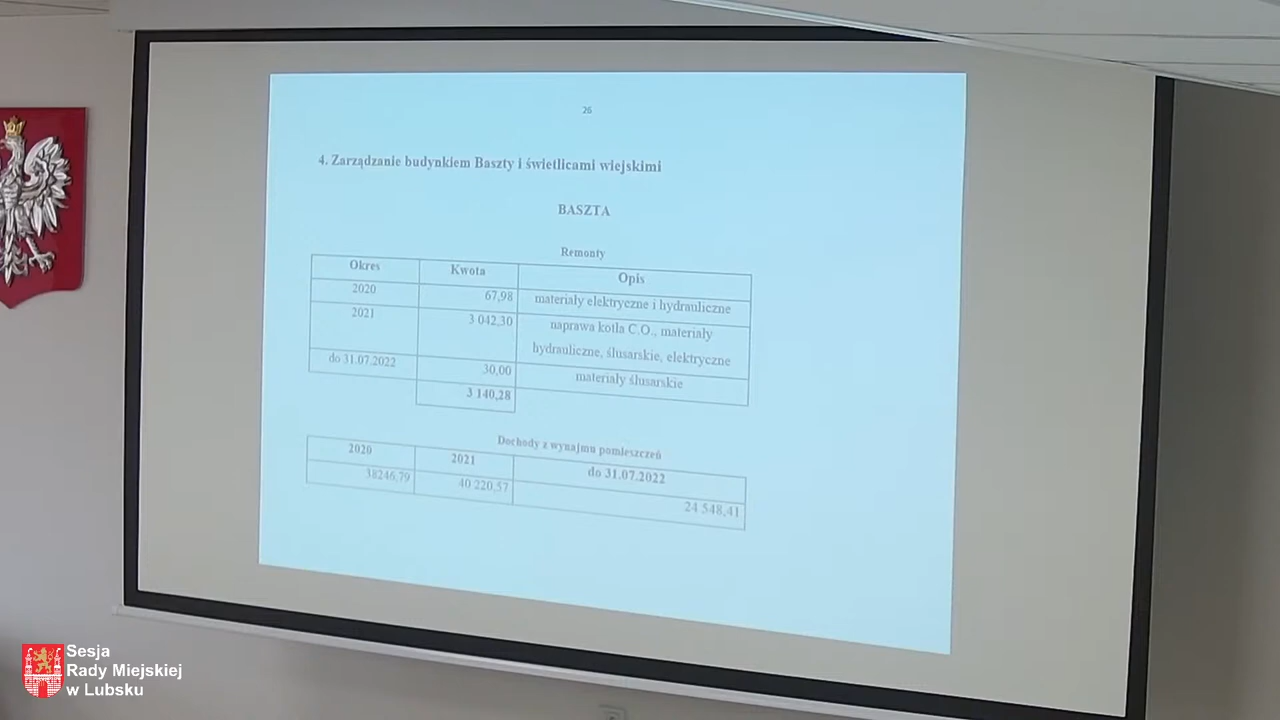 26
4. Zarządzanie budynkiem Baszty i świetlicami wiejskimi
BASZTA
Remonty
Okres Kwota Opis
2020 67,98 materiały elektryczne i hydrauliczne
2021 3 042,30 naprawa kotła C.O., materiały
hydrauliczne, ślusarskie, elektryczne
do 31.07.2022 30,00 materiały ślusarskie
3 140,28
Dochody z wynajmu pomieszczeń
2020 2021 do 31.07.2022
38246,79 40 220,57 24 548,41
Sesja
Rady Miejskiej
w Lubsku